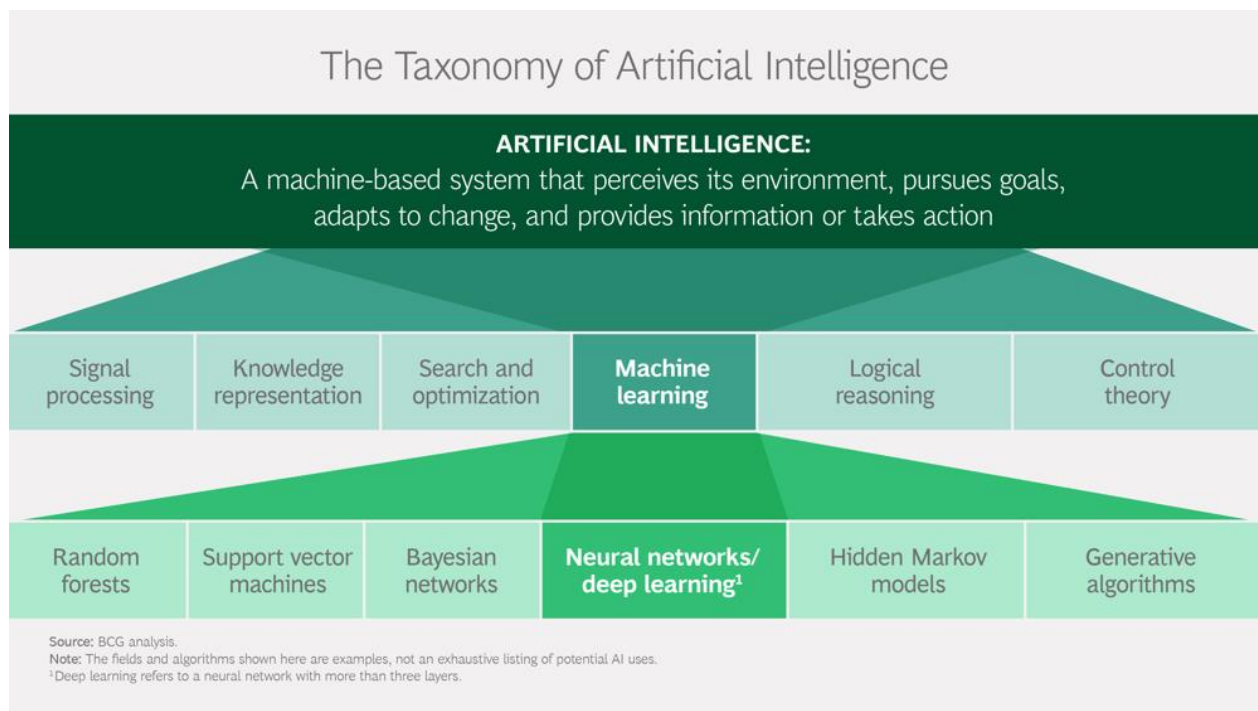 The Taxonomy of Artificial Intelligence
ARTIFICIAL INTELLIGENCE:
A machine-based system that perceives its environment, pursues goals,
adapts to change, and provides information or takes action
Signal
processing
Knowledge
representation
Search and
optimization
Machine
learning
Logical
reasoning
Control
theory
Random
forests
Support vector
machines
Bayesian
networks
Neural networks/
deep learning¹
Hidden Markov
models
Generative
algorithms
Source: BCG analysis.
Note: The fields and algorithms shown here are examples, not an exhaustive listing of potential AI uses.
¹Deep learning refers to a neural network with more than three layers.